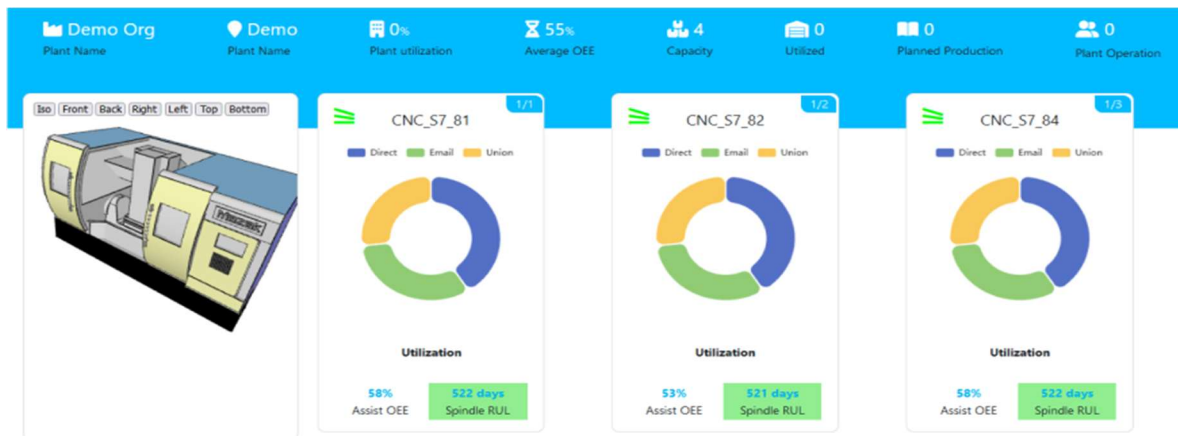 Demo Org
Plant Name
Demo
Plant Name
0%
Plant utilization
55%
Average OEE
4
Capacity
0
Utilized
0
Planned Production
0
Plant Operation
Iso Front Back Right Left Top Bottom
Mazak
1/1
CNC_S7_81
Direct Email Union
Utilization
58%
Assist OEE
522 days
Spindle RUL
1/2
CNC_S7_82
Direct Email Union
Utilization
53%
Assist OEE
521 days
Spindle RUL
1/3
CNC_S7_84
Direct Email Union
Utilization
58%
Assist OEE
522 days
Spindle RUL